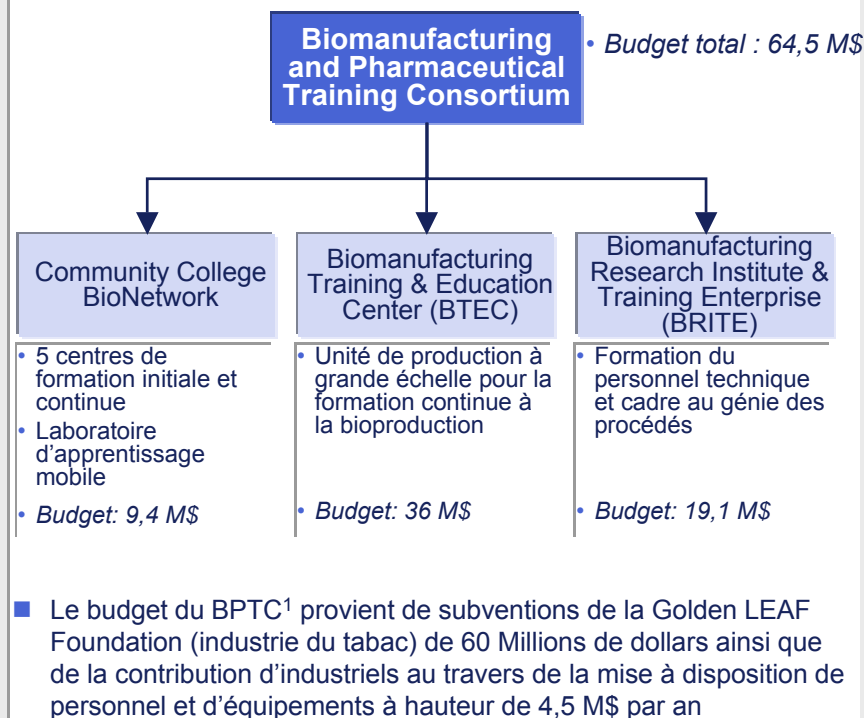 Biomanufacturing
and Pharmaceutical
Training Consortium
• Budget total : 64,5 M$
Community College
BioNetwork
• 5 centres de
formation initiale et
continue
• Laboratoire
d'apprentissage
mobile
• Budget: 9,4 M$
Biomanufacturing
Training & Education
Center (BTEC)
• Unité de production à
grande échelle pour la
formation continue à
la bioproduction
• Budget: 36 M$
Biomanufacturing
Research Institute &
Training Enterprise
(BRITE)
• Formation du
personnel technique
et cadre au génie des
procédés
• Budget: 19,1 M$
■ Le budget du BPTC¹ provient de subventions de la Golden LEAF
Foundation (industrie du tabac) de 60 Millions de dollars ainsi que
de la contribution d'industriels au travers de la mise à disposition de
personnel et d'équipements à hauteur de 4,5 M$ par an